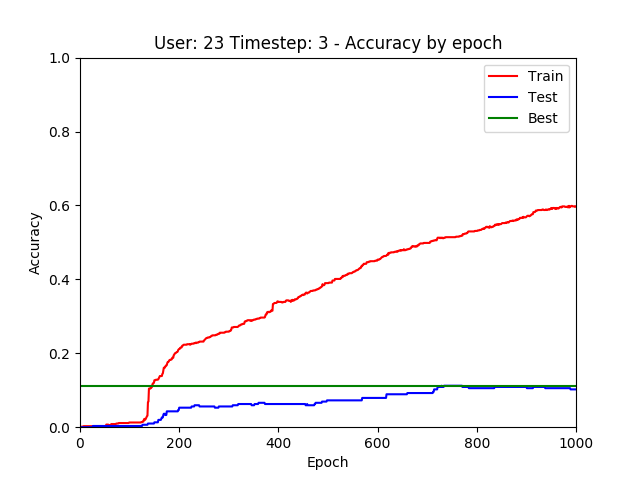 User: 23 Timestep: 3 - Accuracy by epoch
Accuracy
1.0
0.8
0.6
0.4
0.2
0.0
Train
Test
Best
0 200 400 600 800 1000
Epoch